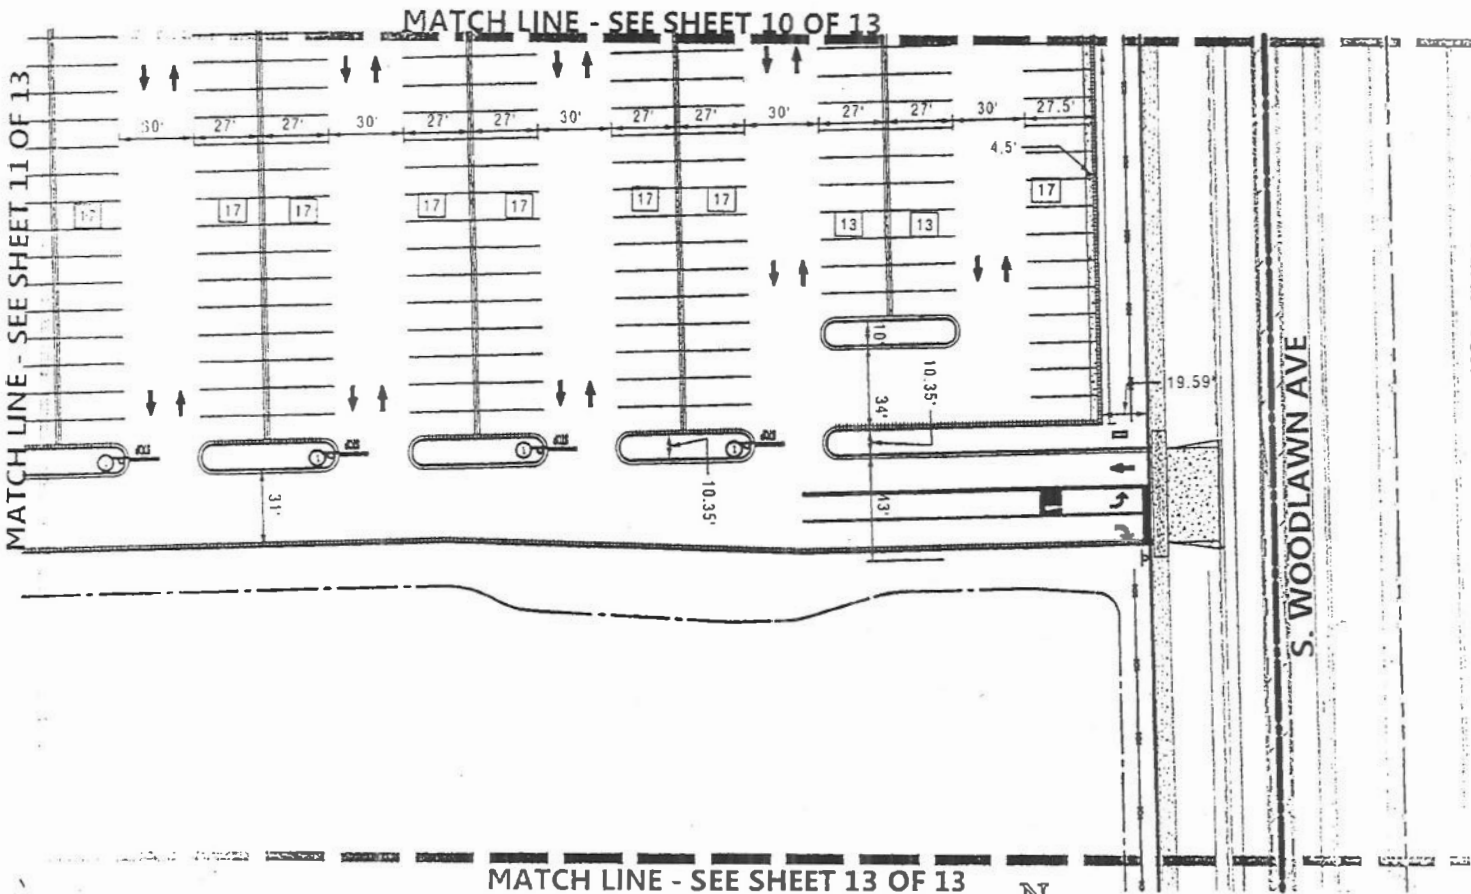 MATCH LINE - SEE SHEET 10 OF 13
MATCH LINE - SEE SHEET 11 OF 13
30' 27' 27' 30' 27' 27' 30' 27' 27' 30' 27' 27' 30' 27.5'
4.5'
17 17 17 17 17 17 17 13 13 17
10'
10.35'
34'
19.59'
31'
10.35'
43'
S. WOODLAWN AVE
MATCH LINE - SEE SHEET 13 OF 13
N